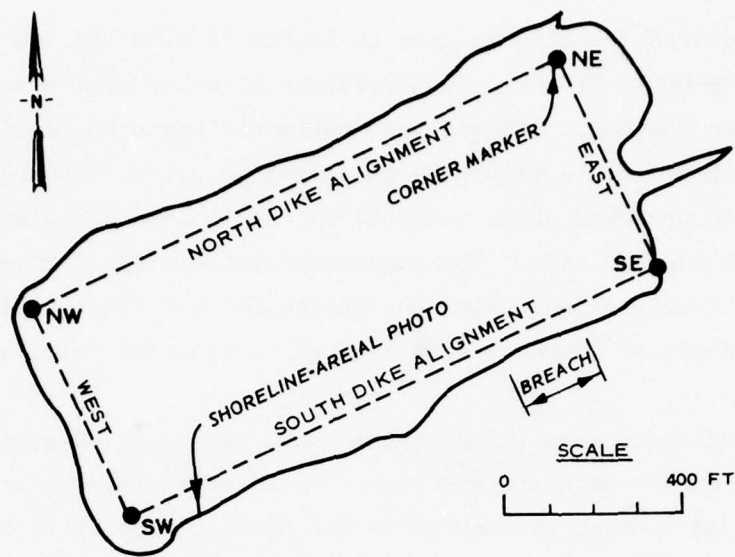 N
NE
NORTH DIKE ALIGNMENT
CORNER MARKER
EAST
SE
NW
SHORELINE-AREIAL PHOTO
SOUTH DIKE ALIGNMENT
BREACH
WEST
SCALE
0 400 FT
SW